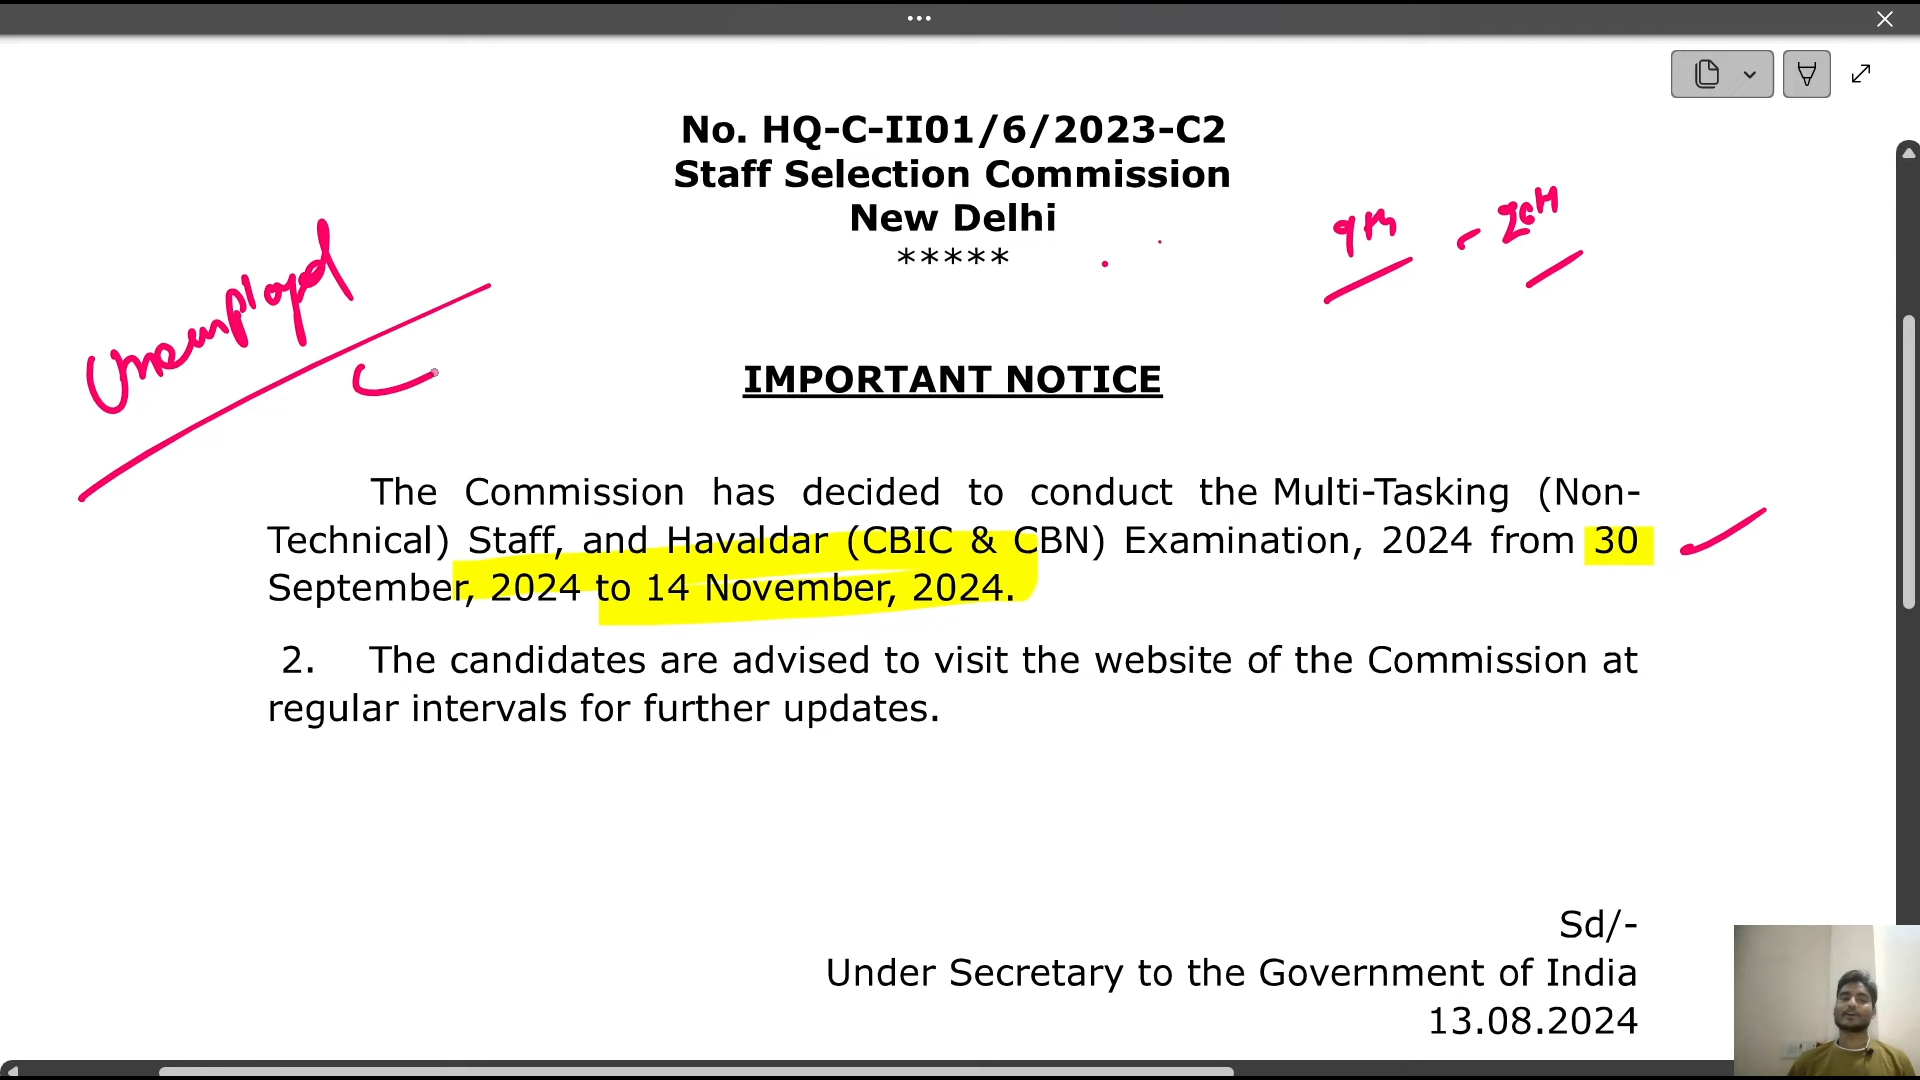 No. HQ-C-II01/6/2023-C2
Staff Selection Commission
New Delhi
*****
9th - 26th
Unemployed
IMPORTANT NOTICE
The Commission has decided to conduct the Multi-Tasking (Non-
Technical) Staff, and Havaldar (CBIC & CBN) Examination, 2024 from 30
September, 2024 to 14 November, 2024.
2. The candidates are advised to visit the website of the Commission at
regular intervals for further updates.
Sd/-
Under Secretary to the Government of India
13.08.2024